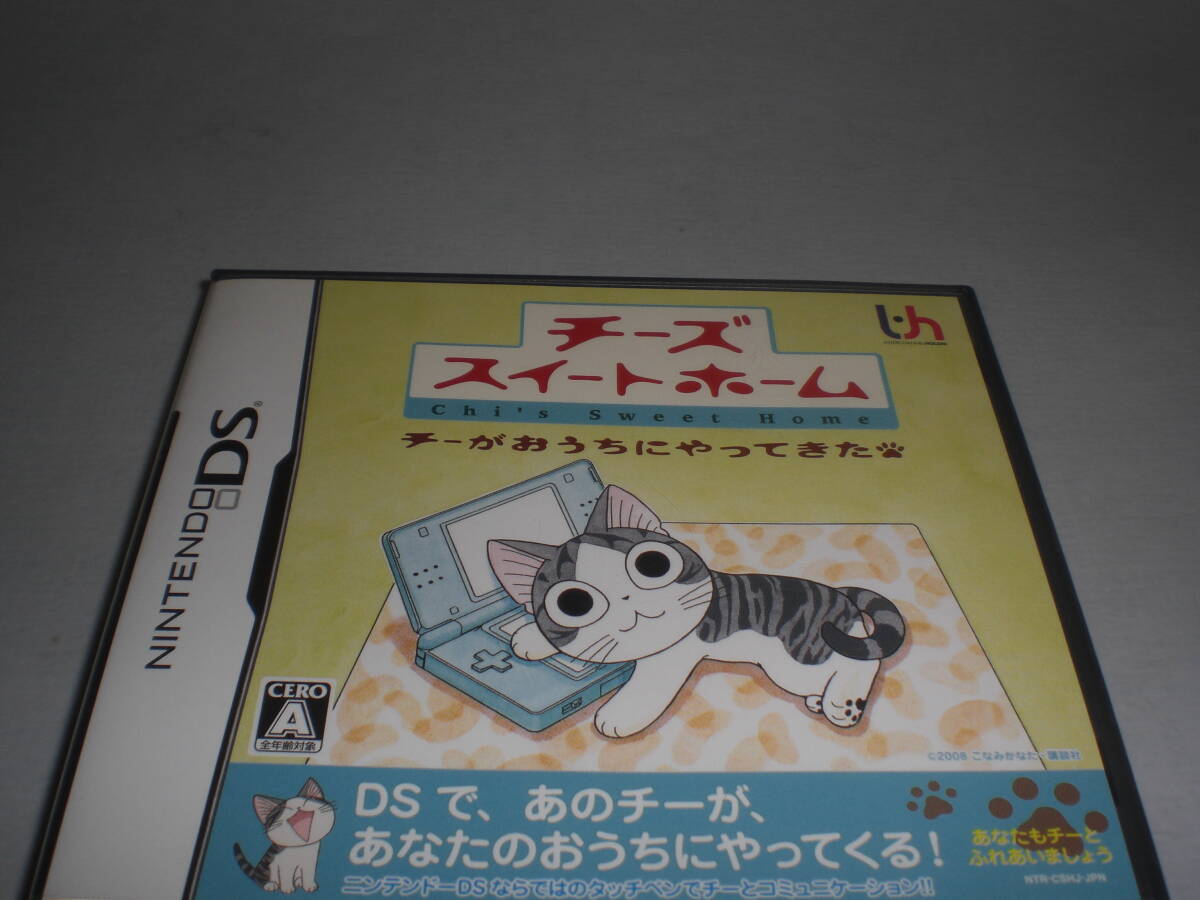 チーズ
スイートホーム
Chi's Sweet Home
チーがおうちにやってきた
NINTENDO DS
CERO
A
全年齢対象
©2008 こなみかなた・講談社
DSで、あのチーが、
あなたのおうちにやってくる!
ニンテンドーDSならではのタッチペンでチーとコミュニケーション!!
あなたもチーと
ふれあいましょう
NTR-CSHJ-JPN